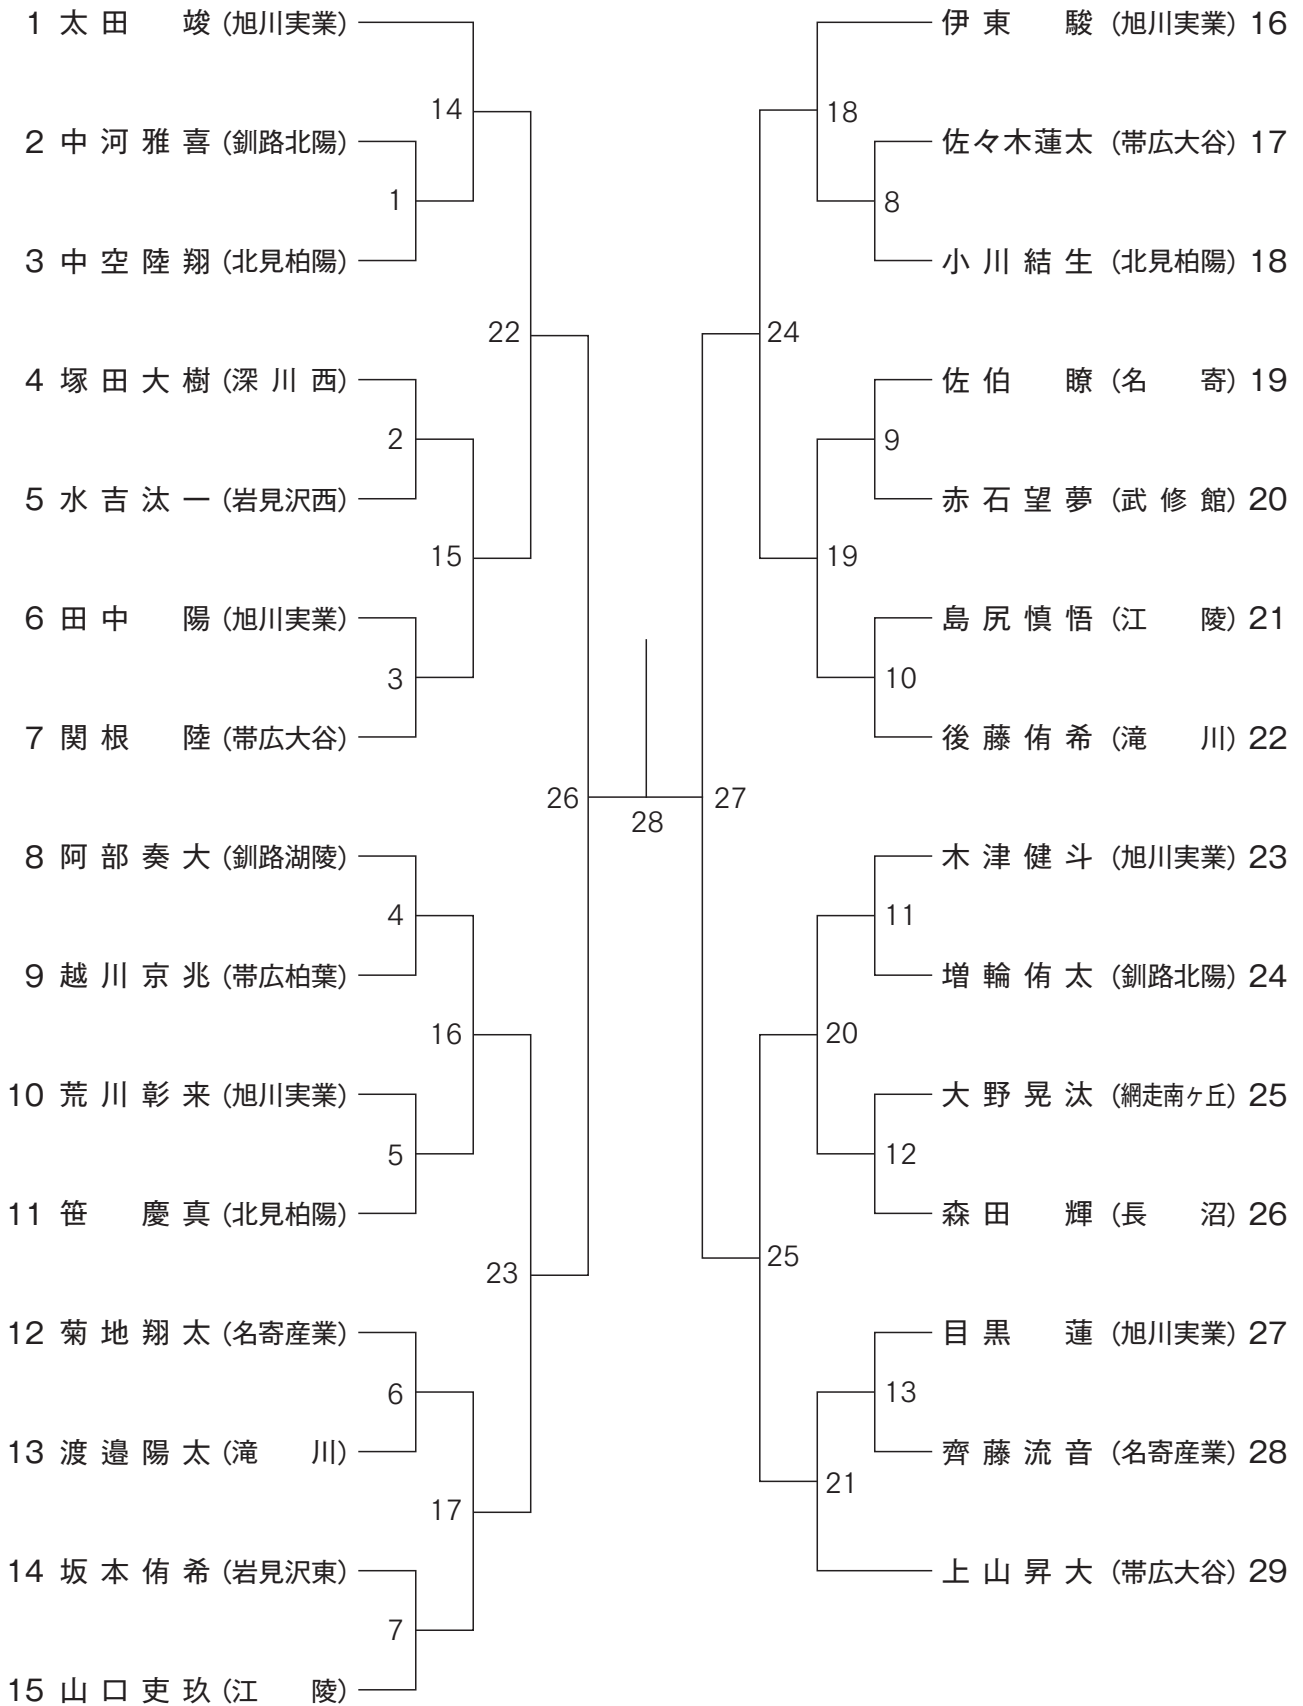 1 太田 竣 (旭川実業)
14
2 中河雅喜 (釧路北陽)
1
3 中空陸翔 (北見柏陽)
22
4 塚田大樹 (深川西)
2
5 水吉汰一 (岩見沢西)
15
6 田中 陽 (旭川実業)
3
7 関根 陸 (帯広大谷)
26
8 阿部奏大 (釧路湖陵)
4
9 越川京兆 (帯広柏葉)
16
10 荒川彰来 (旭川実業)
5
11 笹 慶真 (北見柏陽)
23
12 菊地翔太 (名寄産業)
6
13 渡邉陽太 (滝 川)
17
14 坂本侑希 (岩見沢東)
7
15 山口吏玖 (江 陵)
28
伊東 駿 (旭川実業) 16
18
佐々木蓮太 (帯広大谷) 17
8
小川結生 (北見柏陽) 18
24
佐伯 瞭 (名 寄) 19
9
赤石望夢 (武修館) 20
19
島尻慎悟 (江 陵) 21
10
後藤侑希 (滝 川) 22
27
木津健斗 (旭川実業) 23
11
増輪侑太 (釧路北陽) 24
20
大野晃汰 (網走南ヶ丘) 25
12
森田 輝 (長 沼) 26
25
目黒 蓮 (旭川実業) 27
13
齊藤流音 (名寄産業) 28
21
上山昇大 (帯広大谷) 29